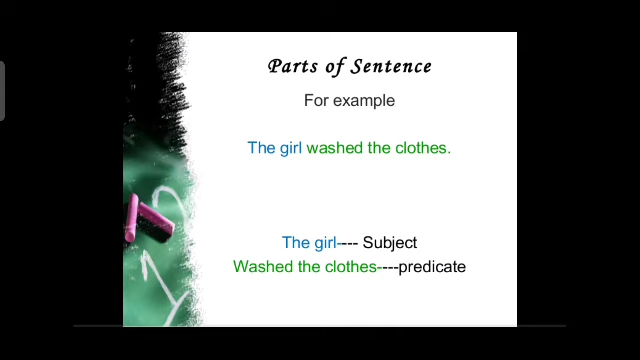 Parts of Sentence
For example
The girl washed the clothes.
The girl---- Subject
Washed the clothes----predicate